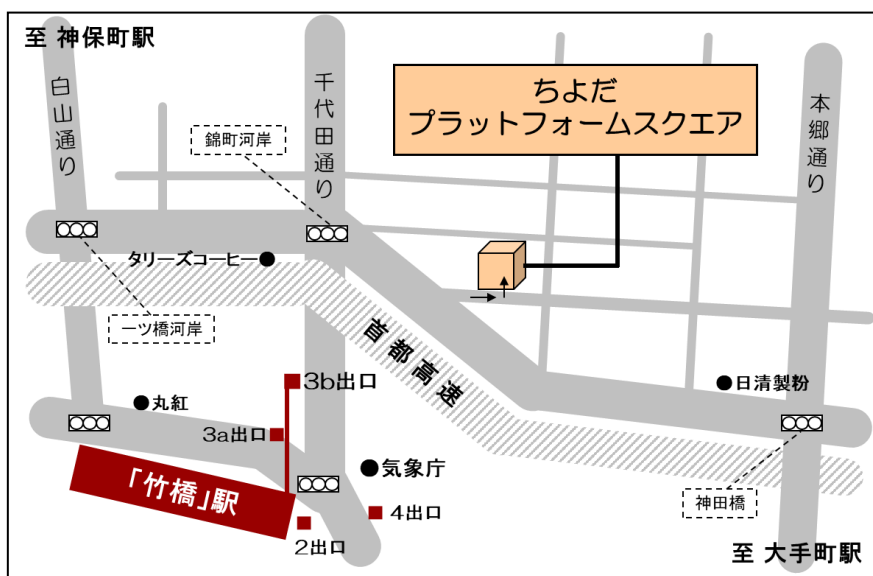 至 神保町駅
白山通り
千代田通り
本郷通り
錦町河岸
ちよだ
プラットフォームスクエア
タリーズコーヒー
一ツ橋河岸
首都高速
3b出口
丸紅
3a出口
日清製粉
気象庁
「竹橋」駅
2出口
4出口
神田橋
至 大手町駅